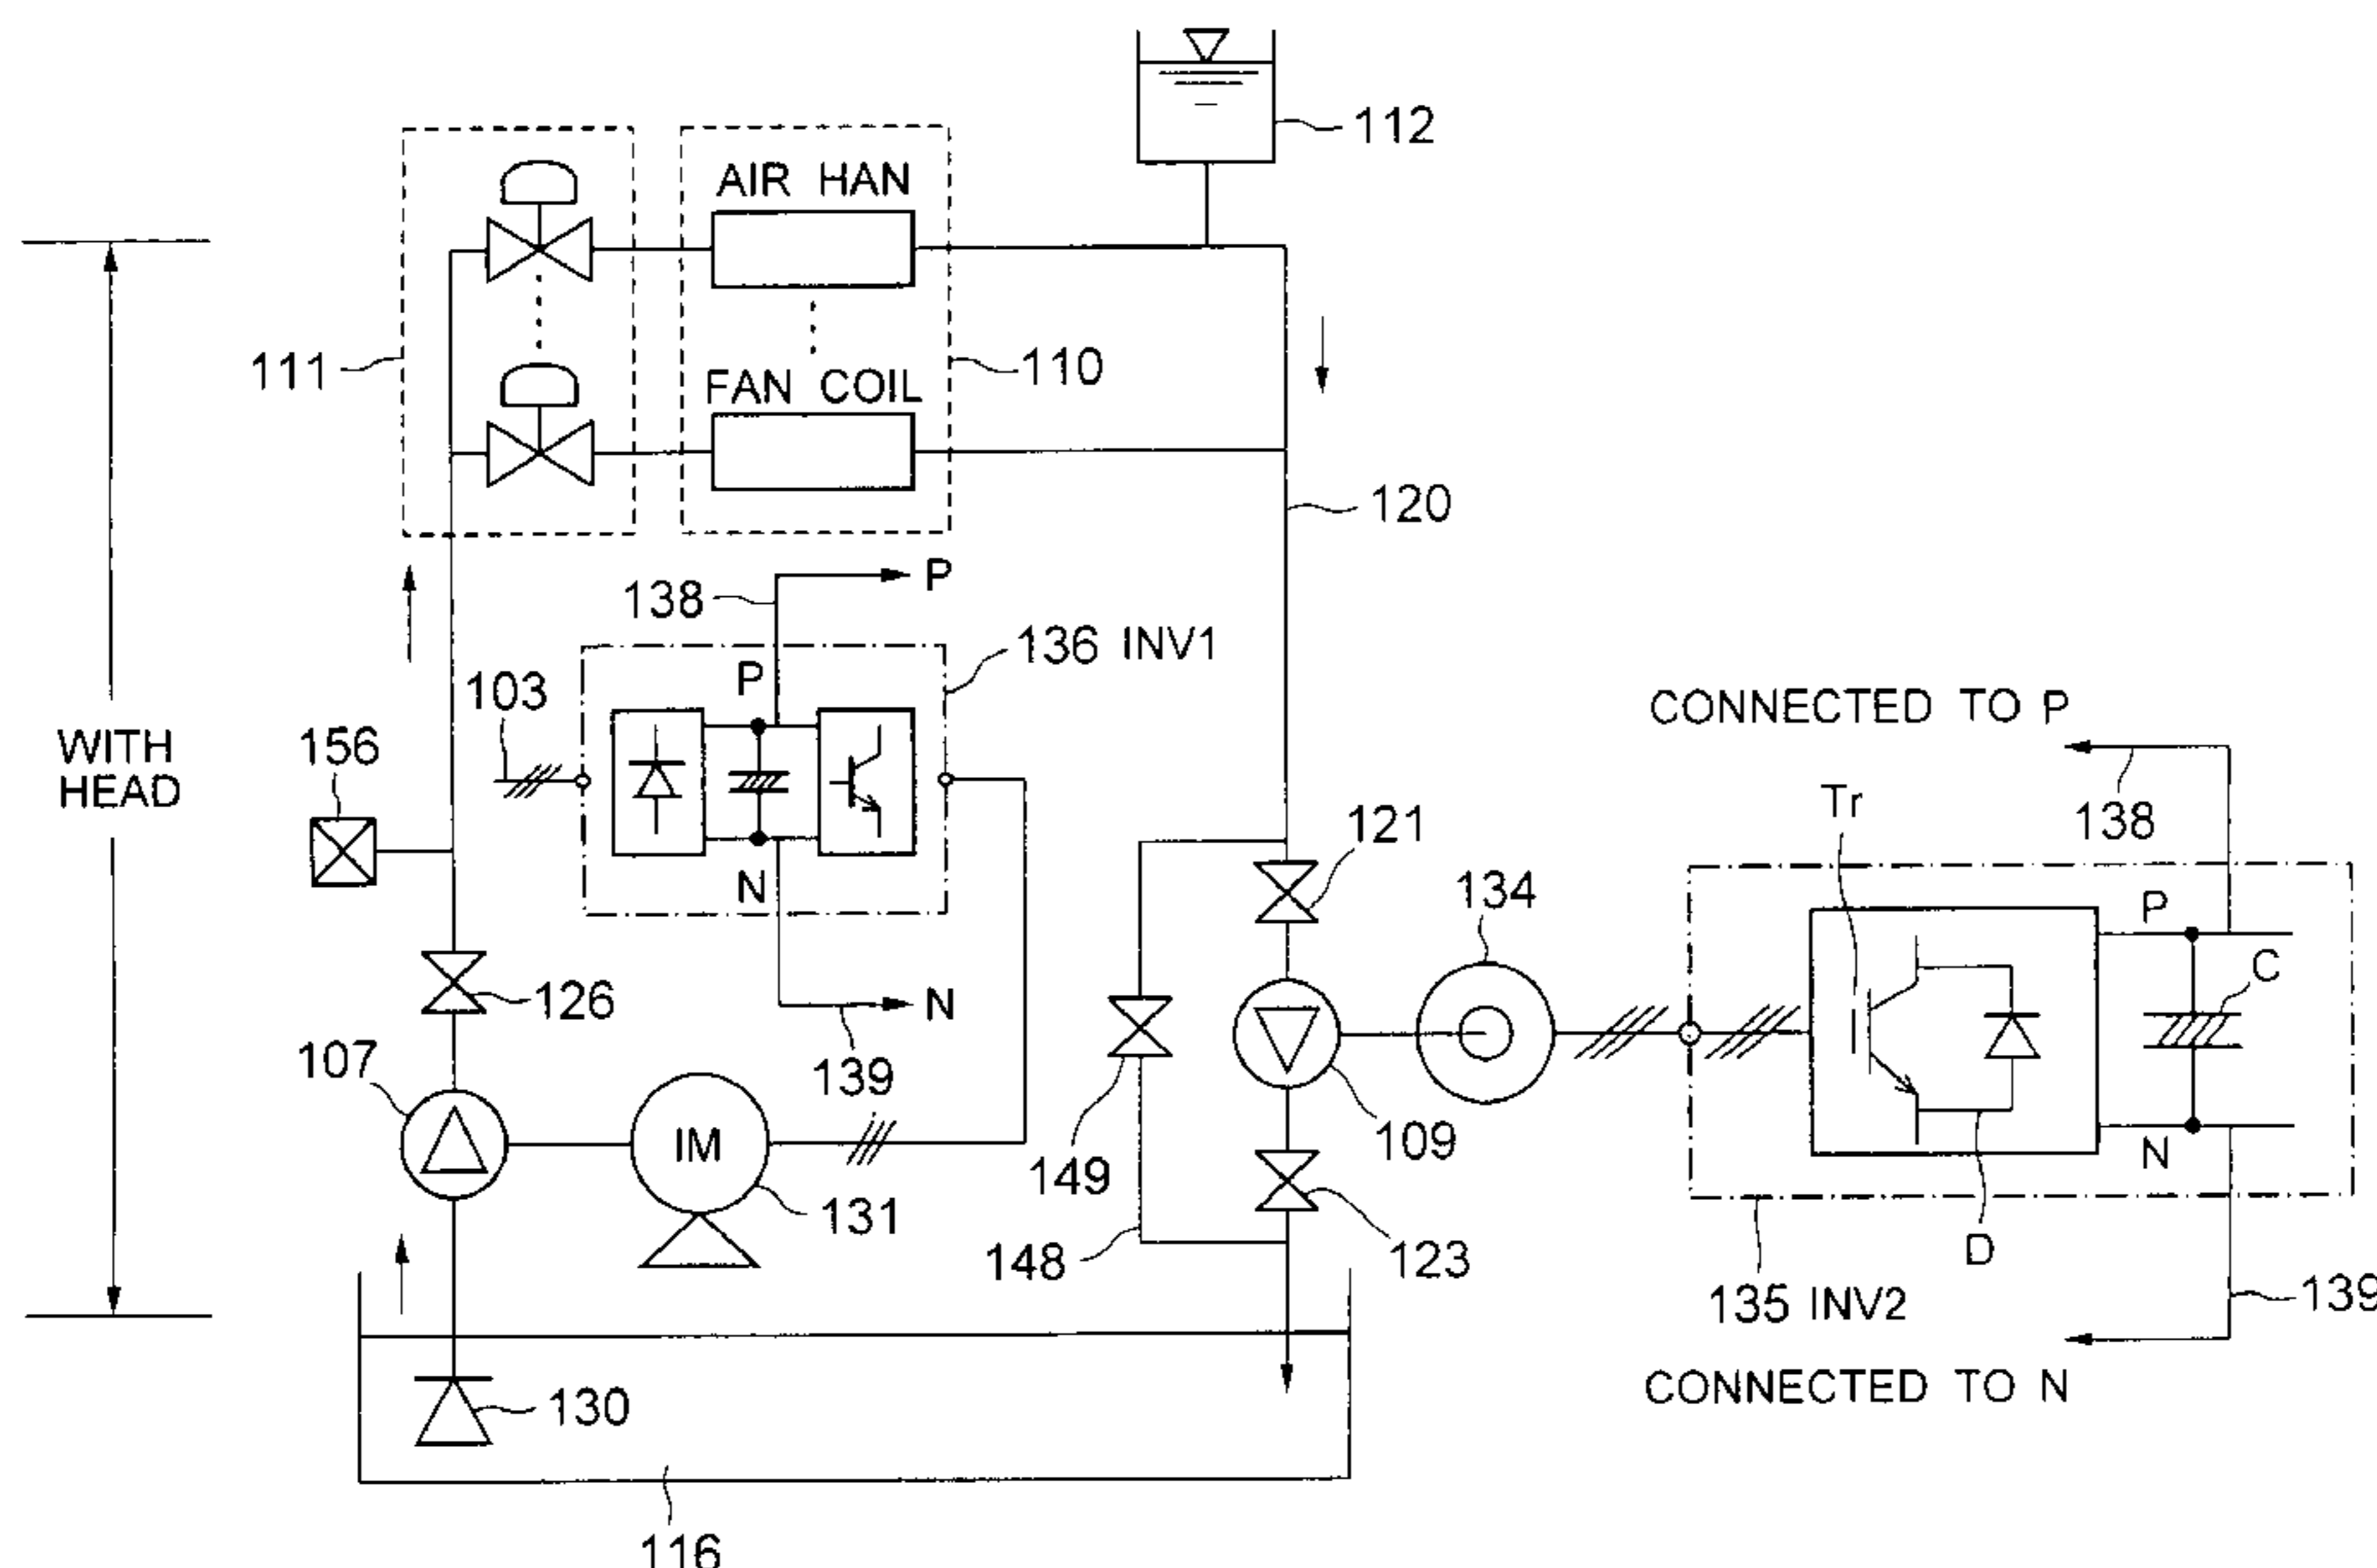 112
AIR HAN
111
FAN COIL
110
120
138
P
136 INV1
103
P
N
WITH
HEAD
156
CONNECTED TO P
121
Tr
138
134
P
C
126
N
107
139
IM
109
149
N
131
148
123
D
135 INV2
139
CONNECTED TO N
130
116